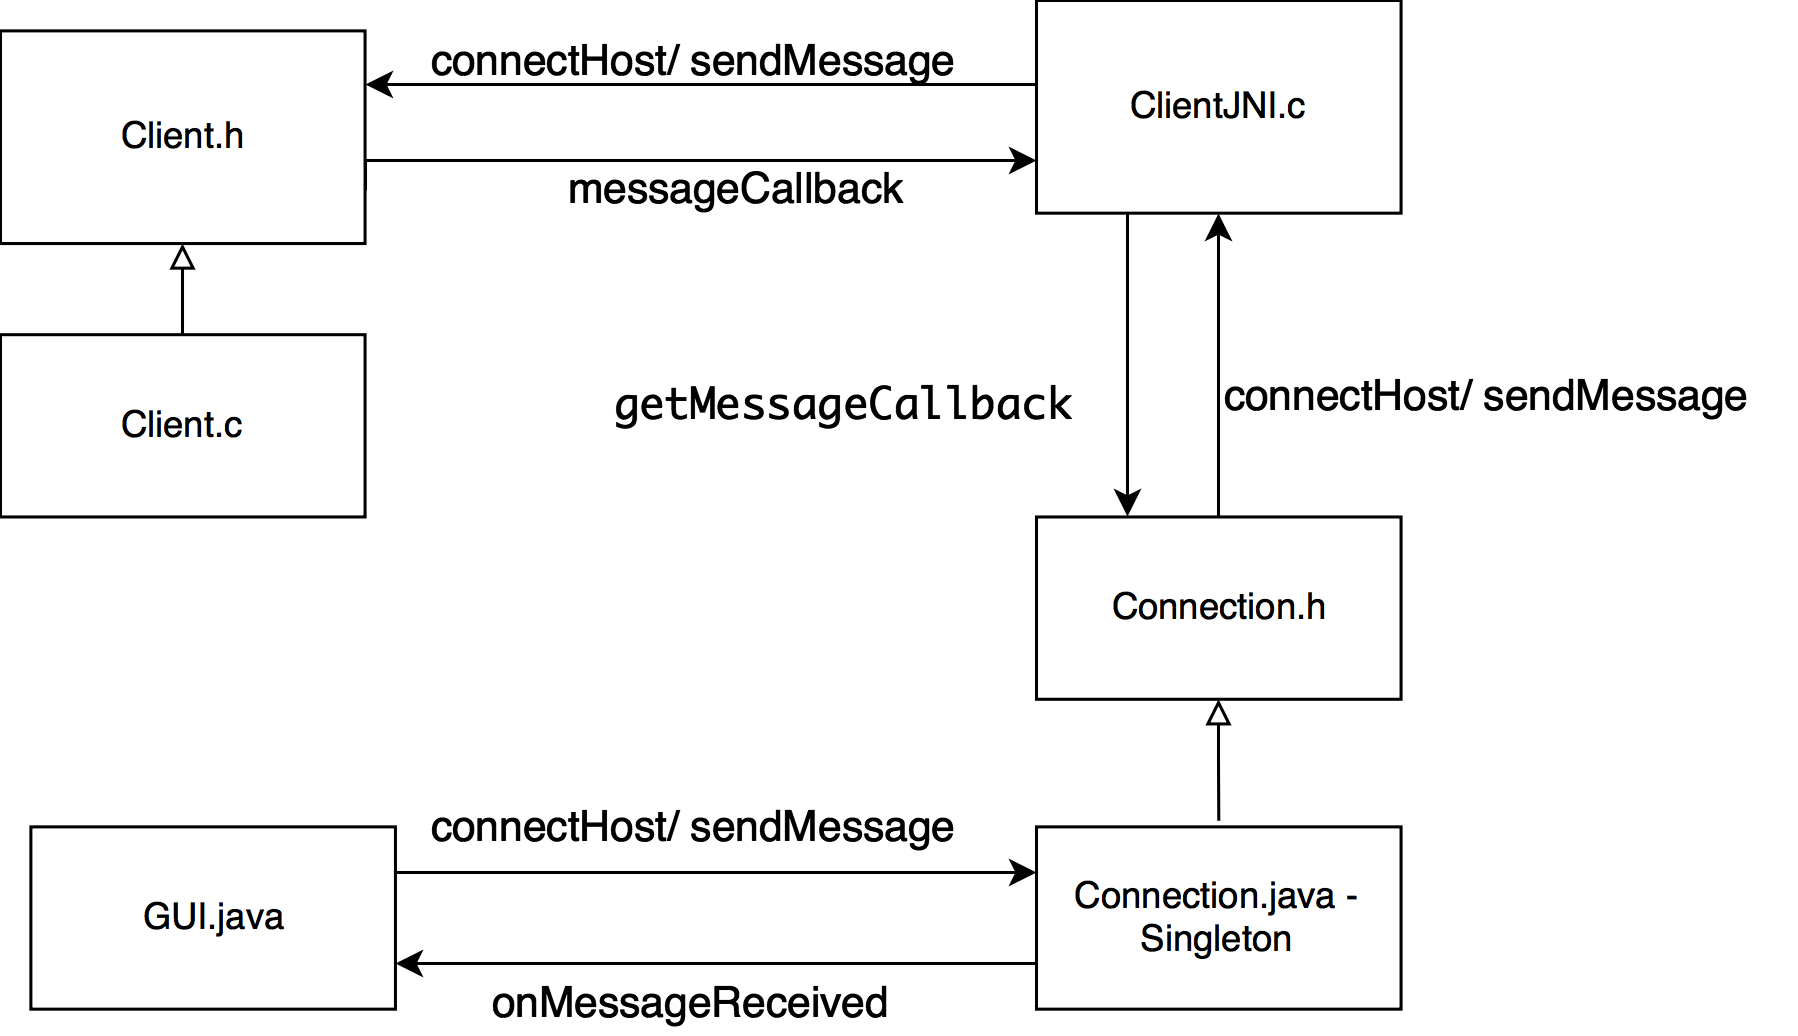 connectHost/ sendMessage
ClientJNI.c
Client.h
messageCallback
getMessageCallback
connectHost/ sendMessage
Client.c
Connection.h
connectHost/ sendMessage
GUI.java
Connection.java -
Singleton
onMessageReceived